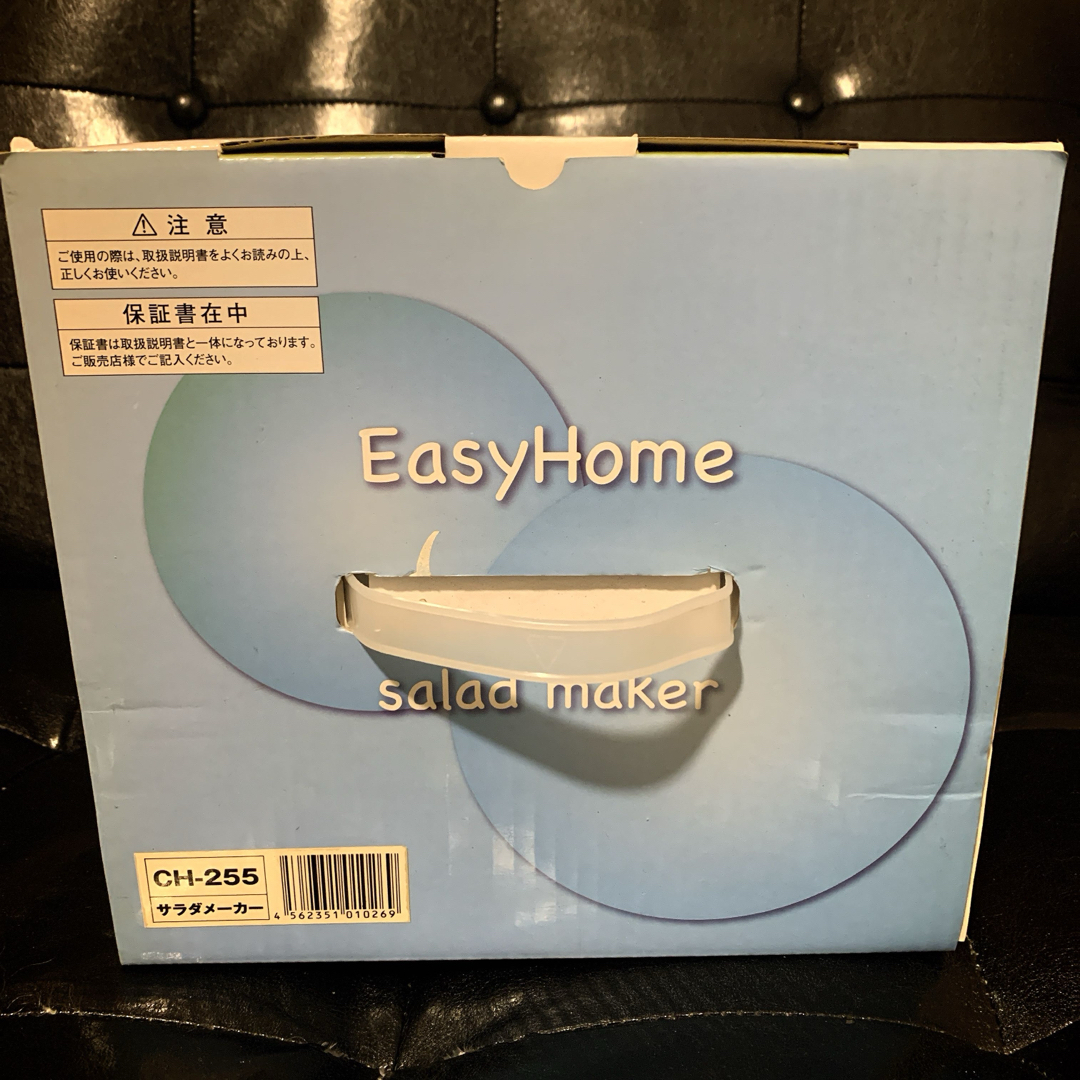 ⚠注意
ご使用の際は、取扱説明書をよくお読みの上、
正しくお使いください。
保証書在中
保証書は取扱説明書と一体になっております。
ご販売店様でご記入ください。
EasyHome
salad maker
CH-255
サラダメーカー
4 562351 010269